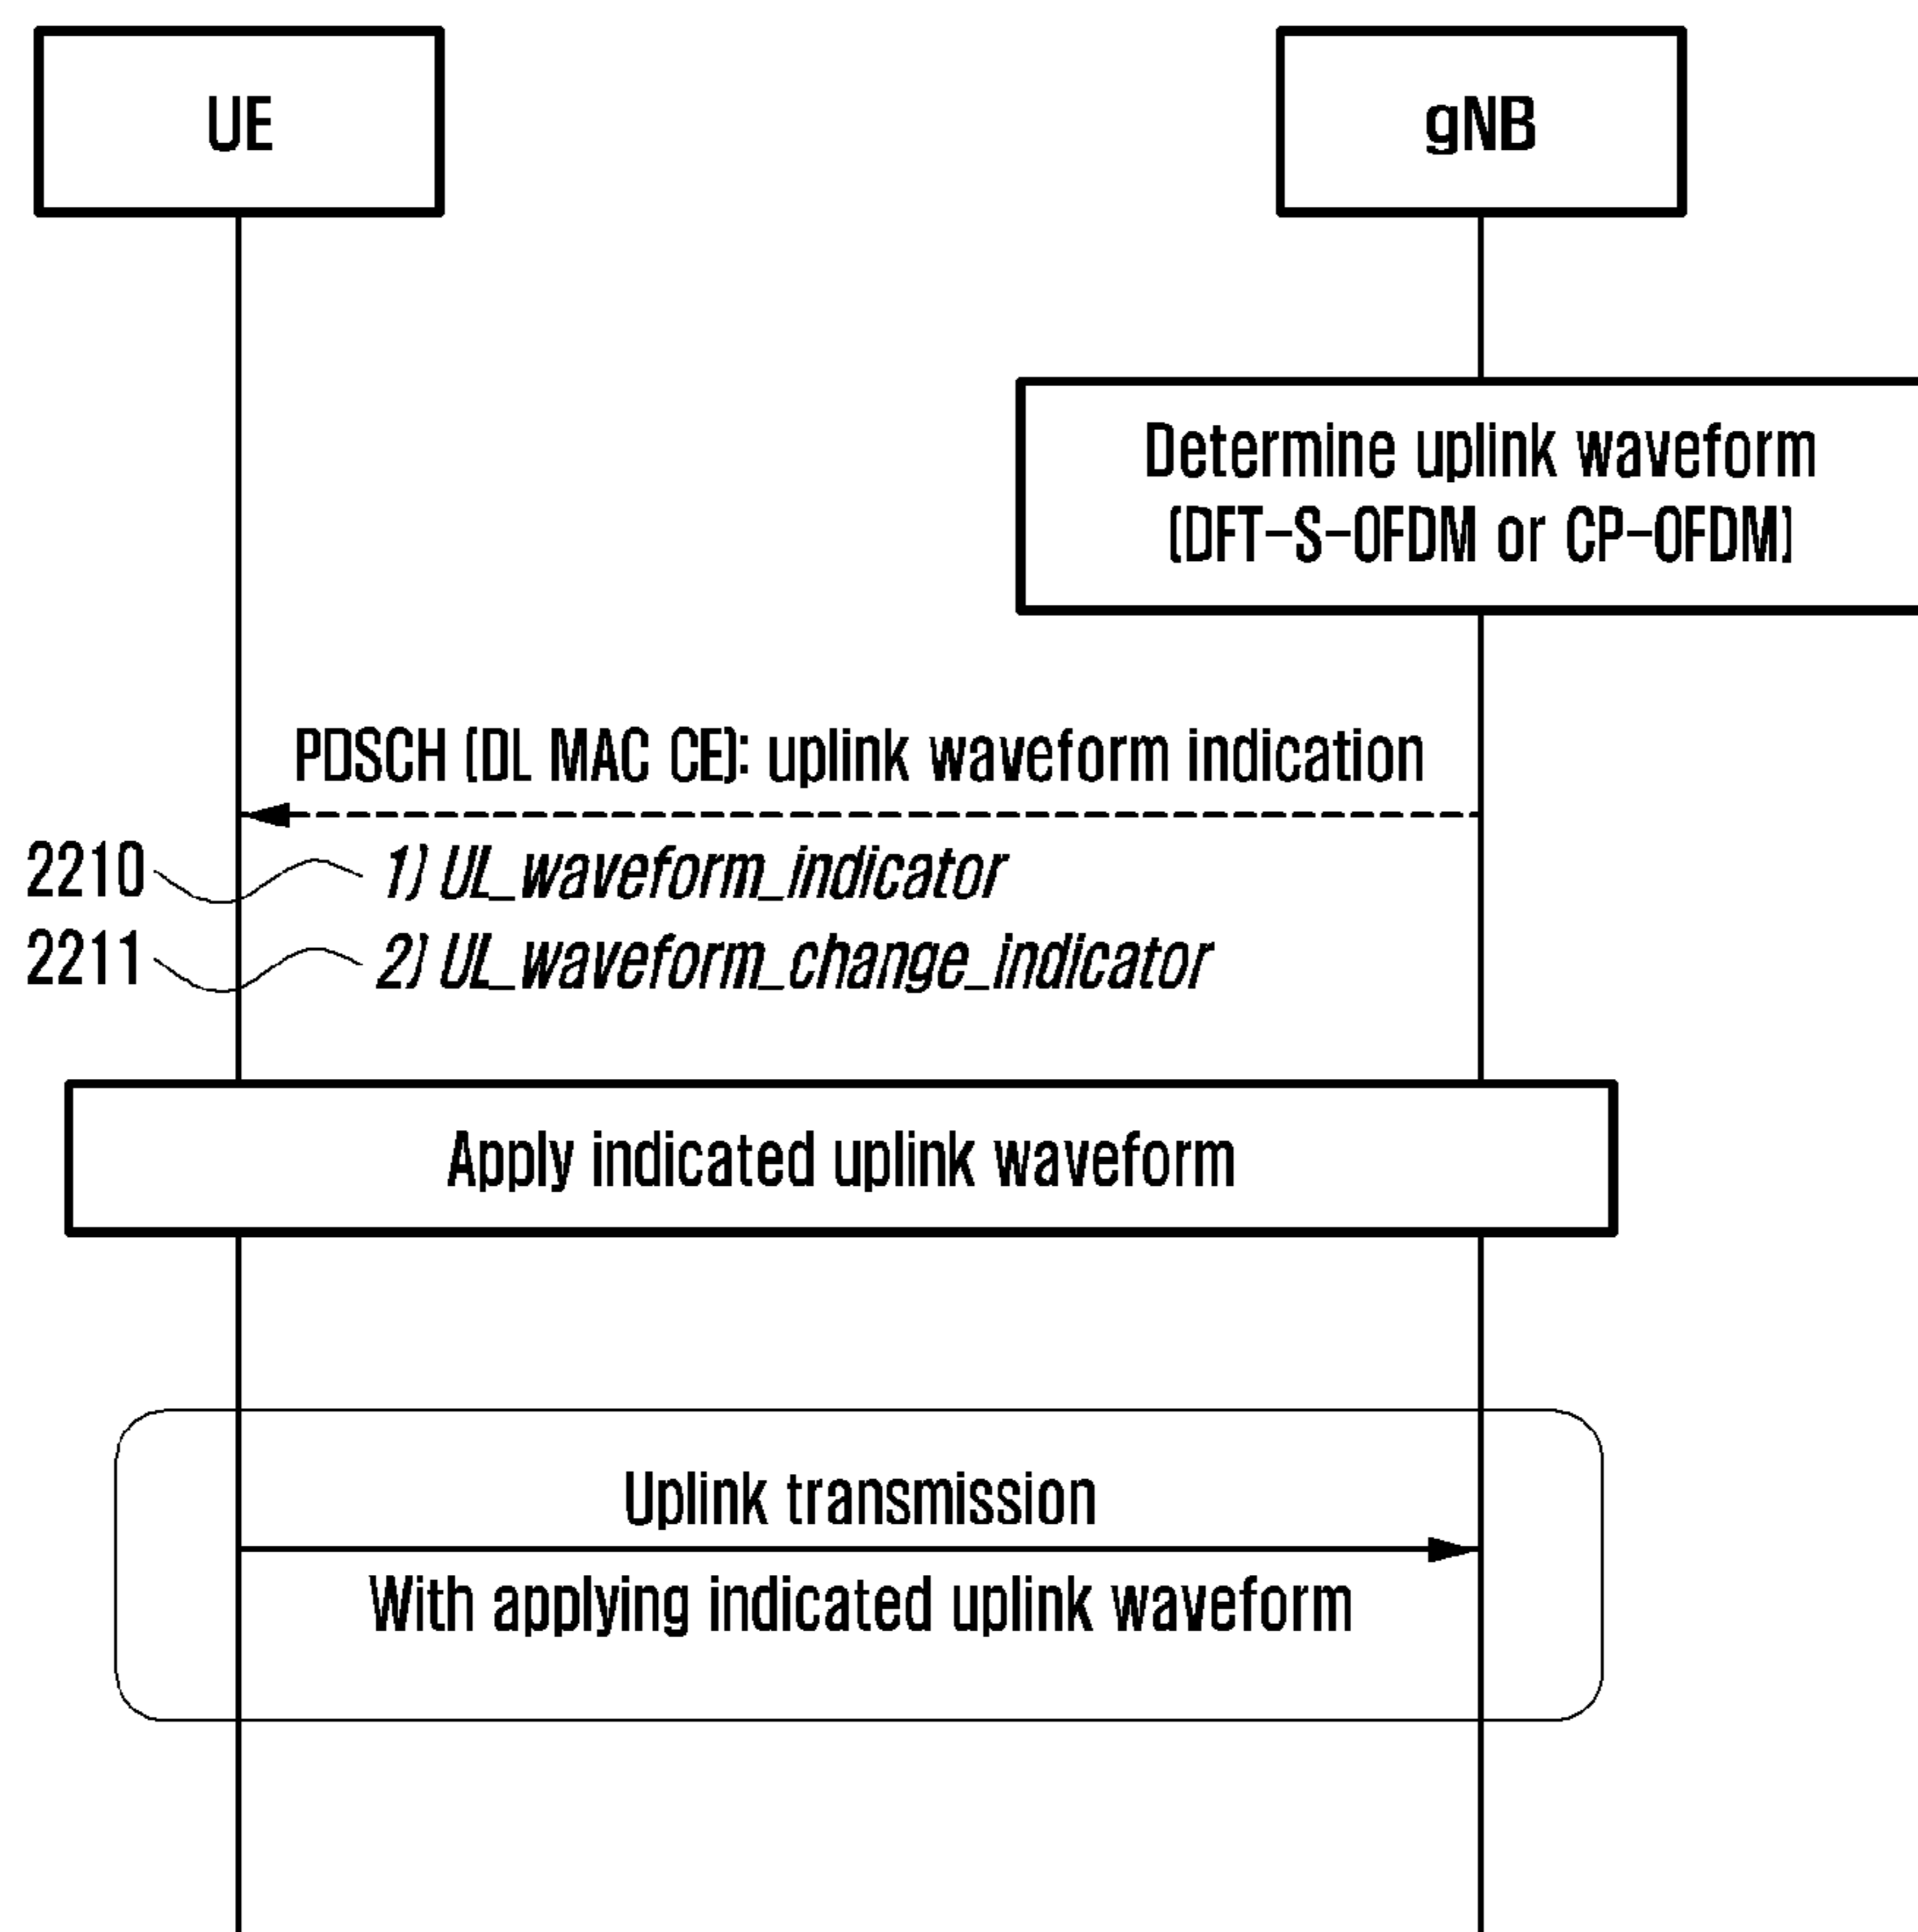 UE
gNB
Determine uplink waveform
(DFT-S-OFDM or CP-OFDM)
PDSCH (DL MAC CE): uplink waveform indication
2210 1) UL_waveform_indicator
2211 2) UL_waveform_change_indicator
Apply indicated uplink waveform
Uplink transmission
With applying indicated uplink waveform